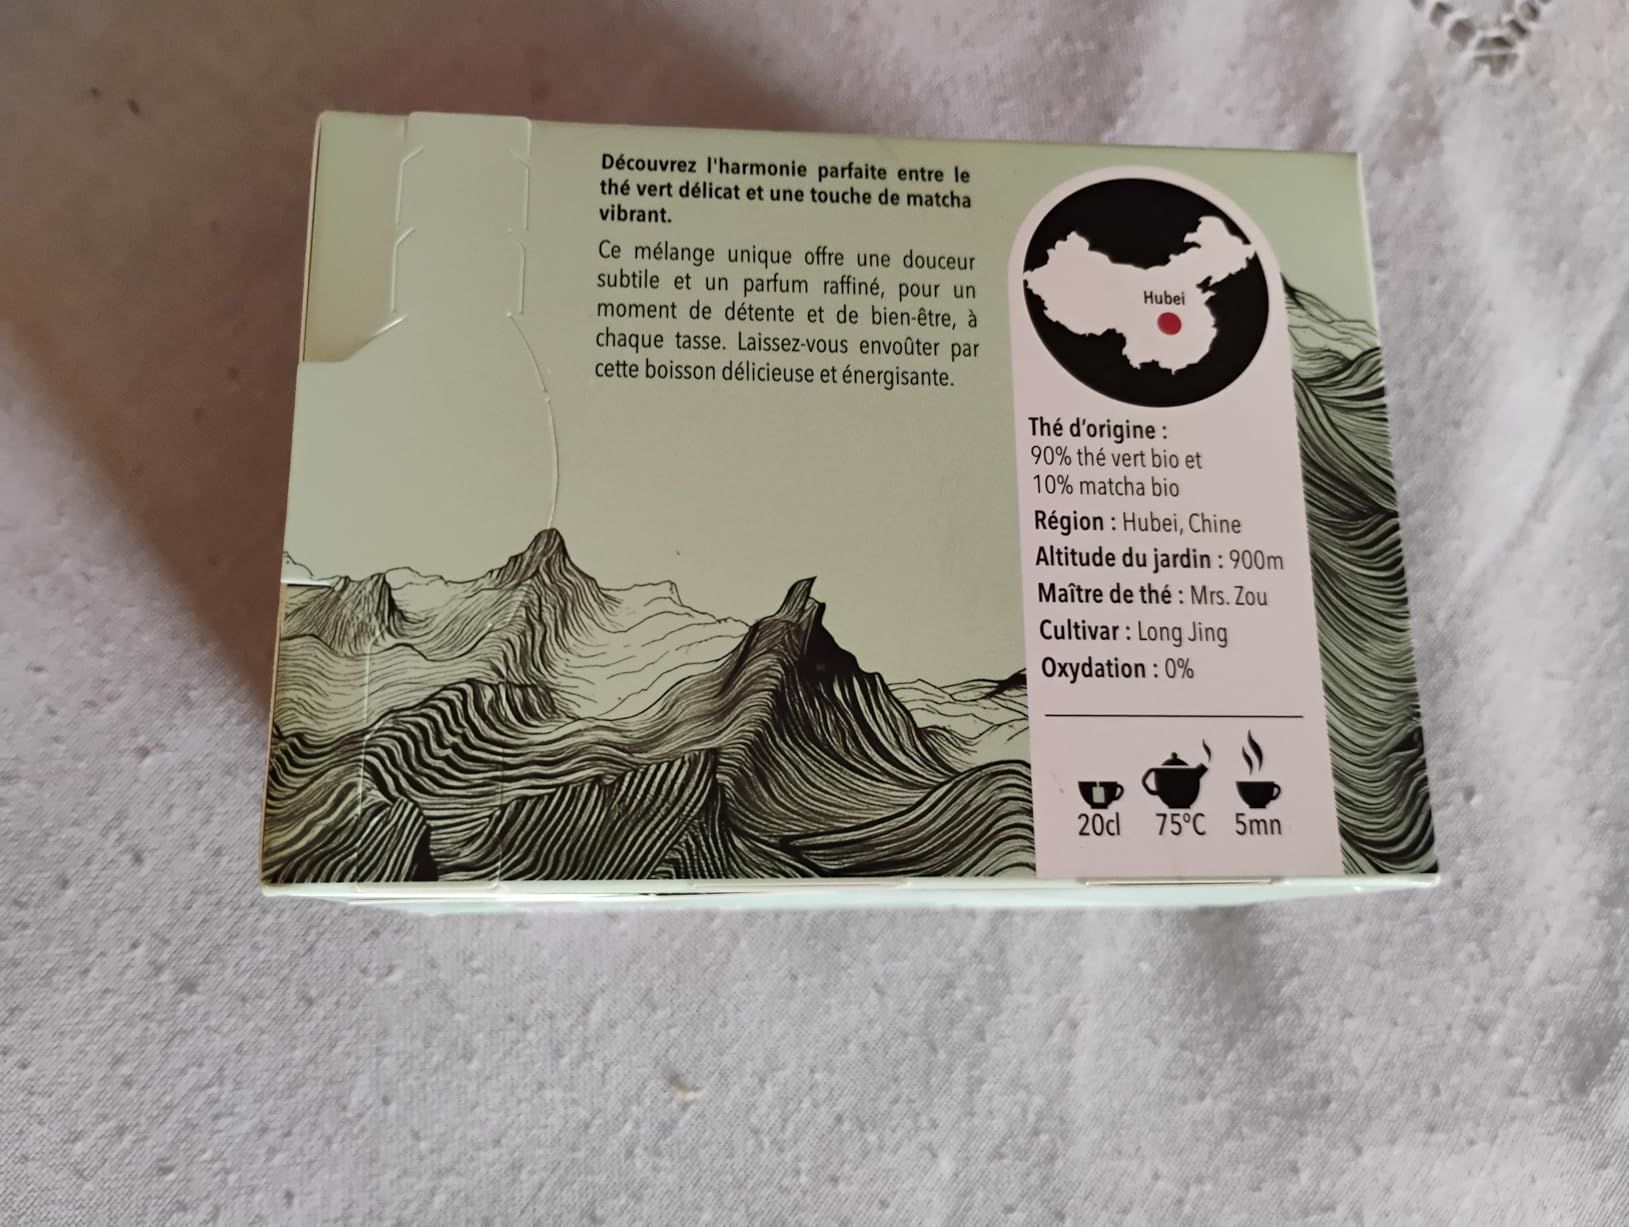 Découvrez l'harmonie parfaite entre le
thé vert délicat et une touche de matcha
vibrant.
Ce mélange unique offre une douceur
subtile et un parfum raffiné, pour un
moment de détente et de bien-être, à
chaque tasse. Laissez-vous envoûter par
cette boisson délicieuse et énergisante.
Hubei
Thé d'origine :
90% thé vert bio et
10% matcha bio
Région : Hubei, Chine
Altitude du jardin : 900m
Maître de thé : Mrs. Zou
Cultivar : Long Jing
Oxydation : 0%
20cl 75°C 5mn